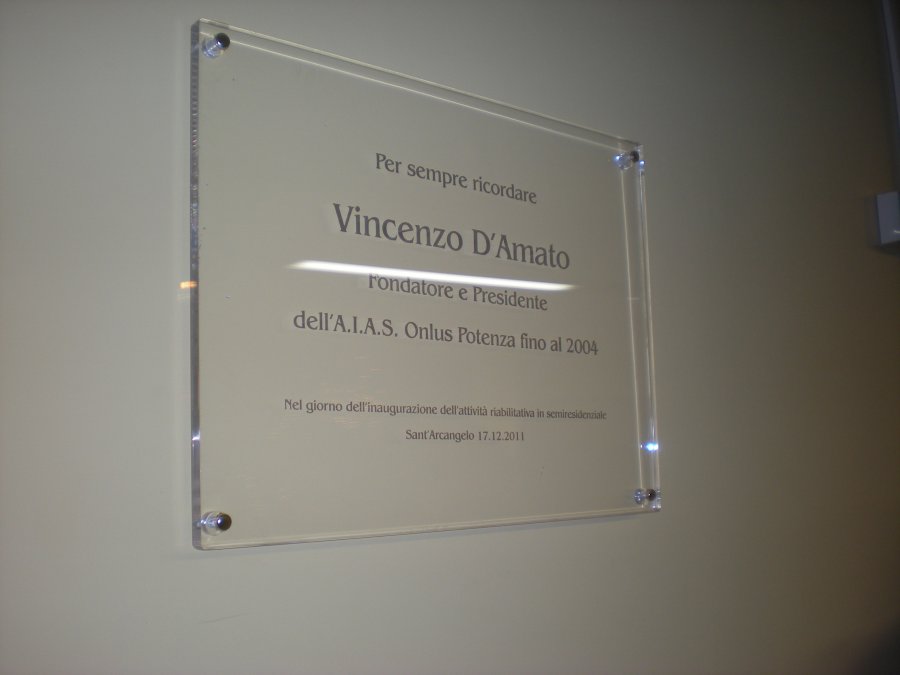 Per sempre ricordare
Vincenzo D'Amato
Fondatore e Presidente
dell'A.I.A.S. Onlus Potenza fino al 2004
Nel giorno dell'inaugurazione dell'attività riabilitativa in semiresidenziale
Sant'Arcangelo 17.12.2011